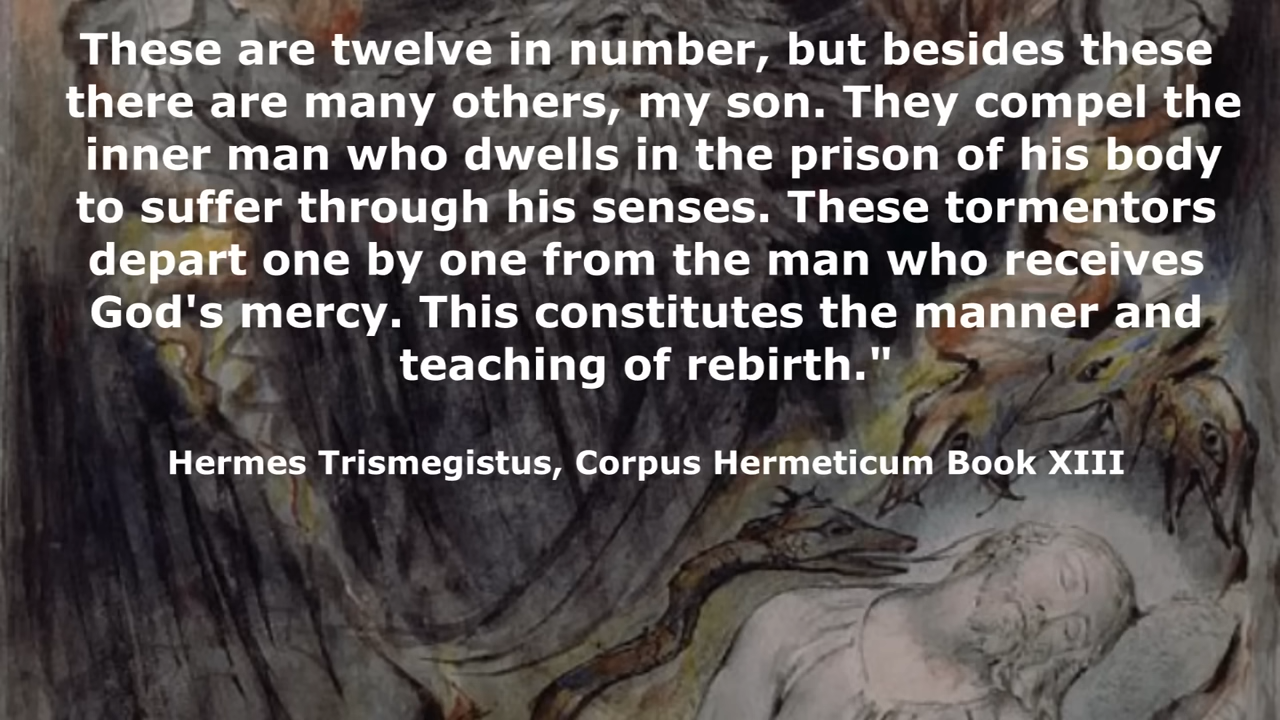 These are twelve in number, but besides these
there are many others, my son. They compel the
inner man who dwells in the prison of his body
to suffer through his senses. These tormentors
depart one by one from the man who receives
God's mercy. This constitutes the manner and
teaching of rebirth."
Hermes Trismegistus, Corpus Hermeticum Book XIII